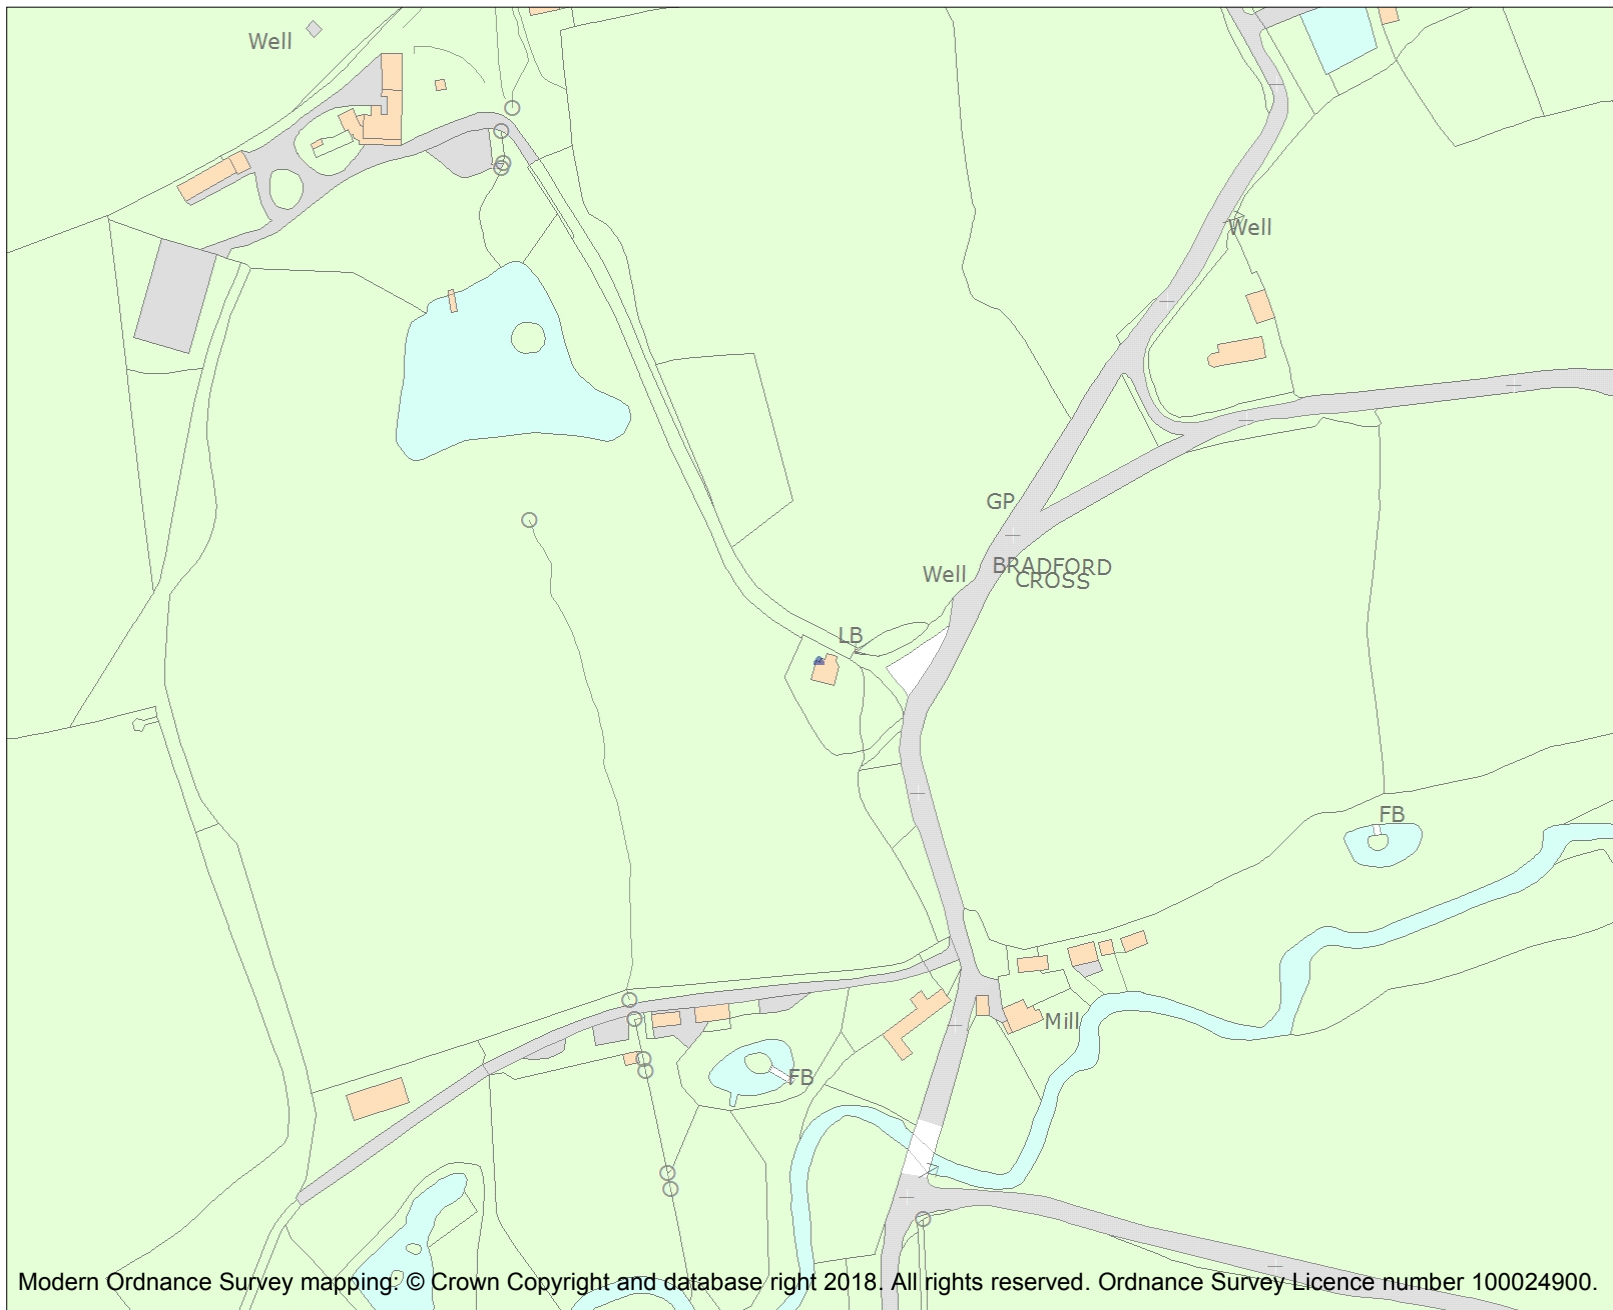 Well
Well
GP
BRADFORD
CROSS
Well
LB
FB
Mill
FB
Modern Ordnance Survey mapping: © Crown Copyright and database right 2018. All rights reserved. Ordnance Survey Licence number 100024900.